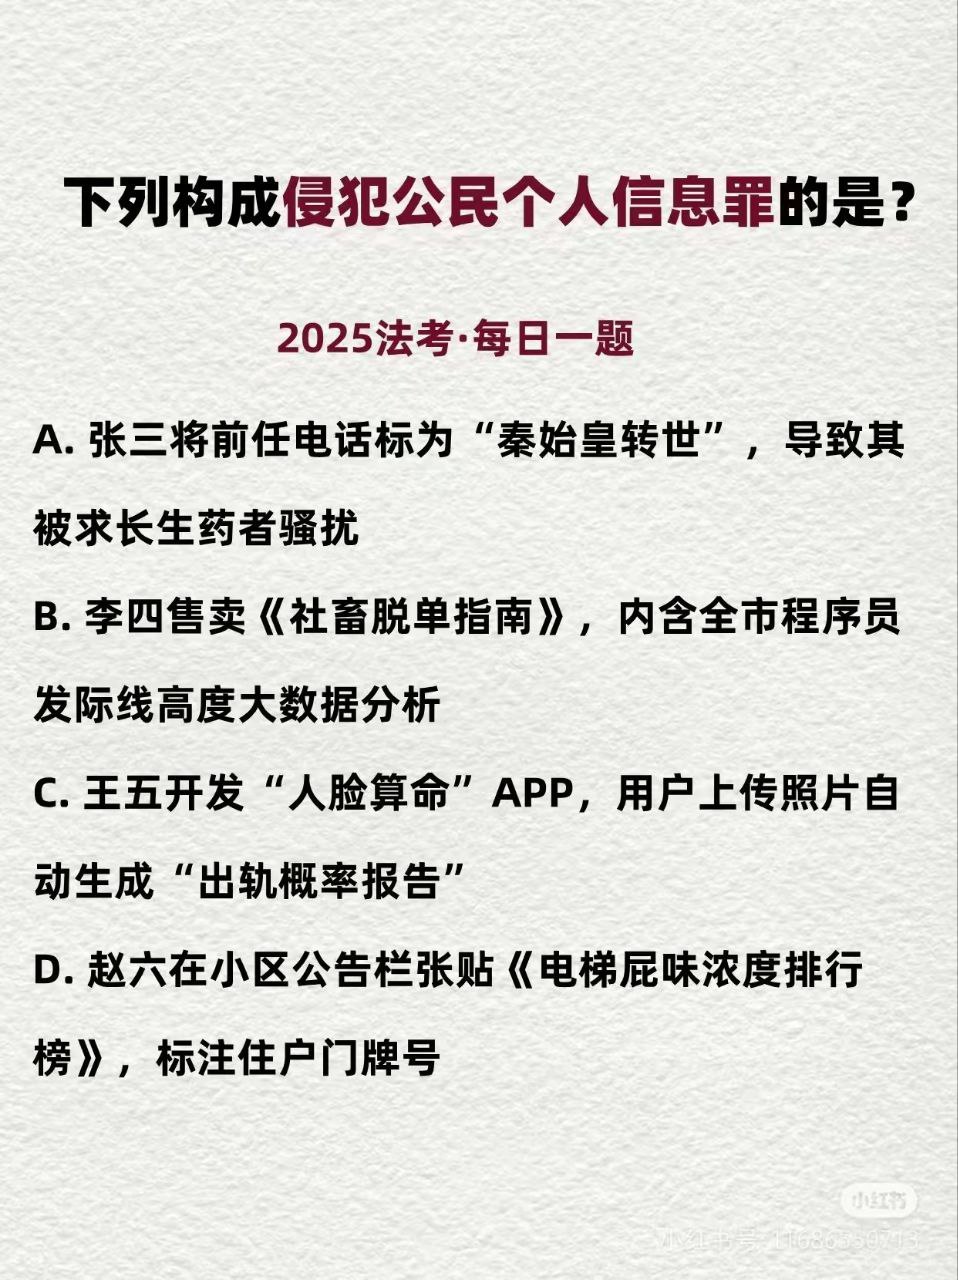 下列构成侵犯公民个人信息罪的是?
2025法考·每日一题
A. 张三将前任电话标为“秦始皇转世”，导致其
被求长生药者骚扰
B. 李四售卖《社畜脱单指南》，内含全市程序员
发际线高度大数据分析
C. 王五开发“人脸算命”APP，用户上传照片自
动生成“出轨概率报告”
D. 赵六在小区公告栏张贴《电梯屁味浓度排行
榜》，标注住户门牌号
小红书